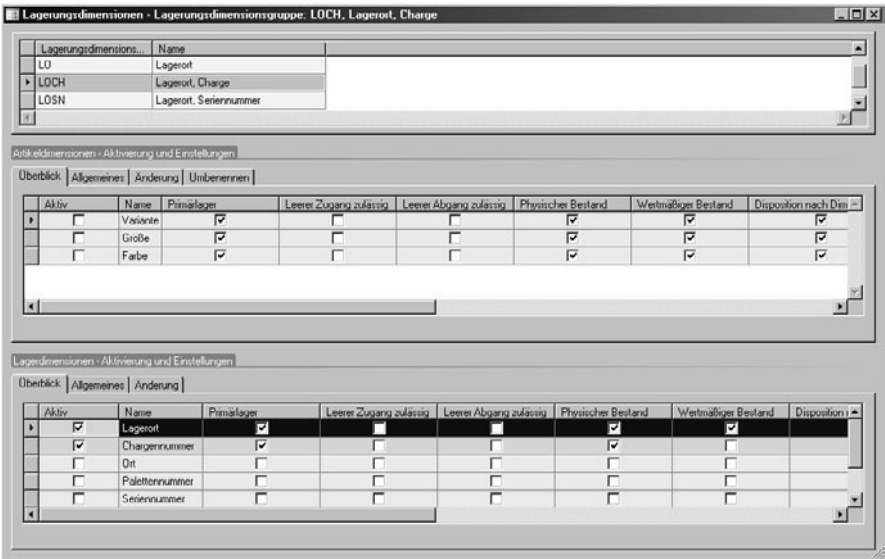 Lagerungsdimensionen - Lagerungsdimensionsgruppe: LOCH, Lagerort, Charge
Lagerungsdimensions... Name
LO Lagerort
LOCH Lagerort, Charge
LOSN Lagerort, Seriennummer
Artikeldimensionen - Aktivierung und Einstellungen
Überblick Allgemeines Änderung Umbenennen
Aktiv Name Primärlager Leerer Zugang zulässig Leerer Abgang zulässig Physischer Bestand Wertmäßiger Bestand Disposition nach Dim
Variante
Größe
Farbe
Lagerdimensionen - Aktivierung und Einstellungen
Überblick Allgemeines Änderung
Aktiv Name Primärlager Leerer Zugang zulässig Leerer Abgang zulässig Physischer Bestand Wertmäßiger Bestand Disposition
Lagerort
Chargennummer
Ort
Palettennummer
Seriennummer